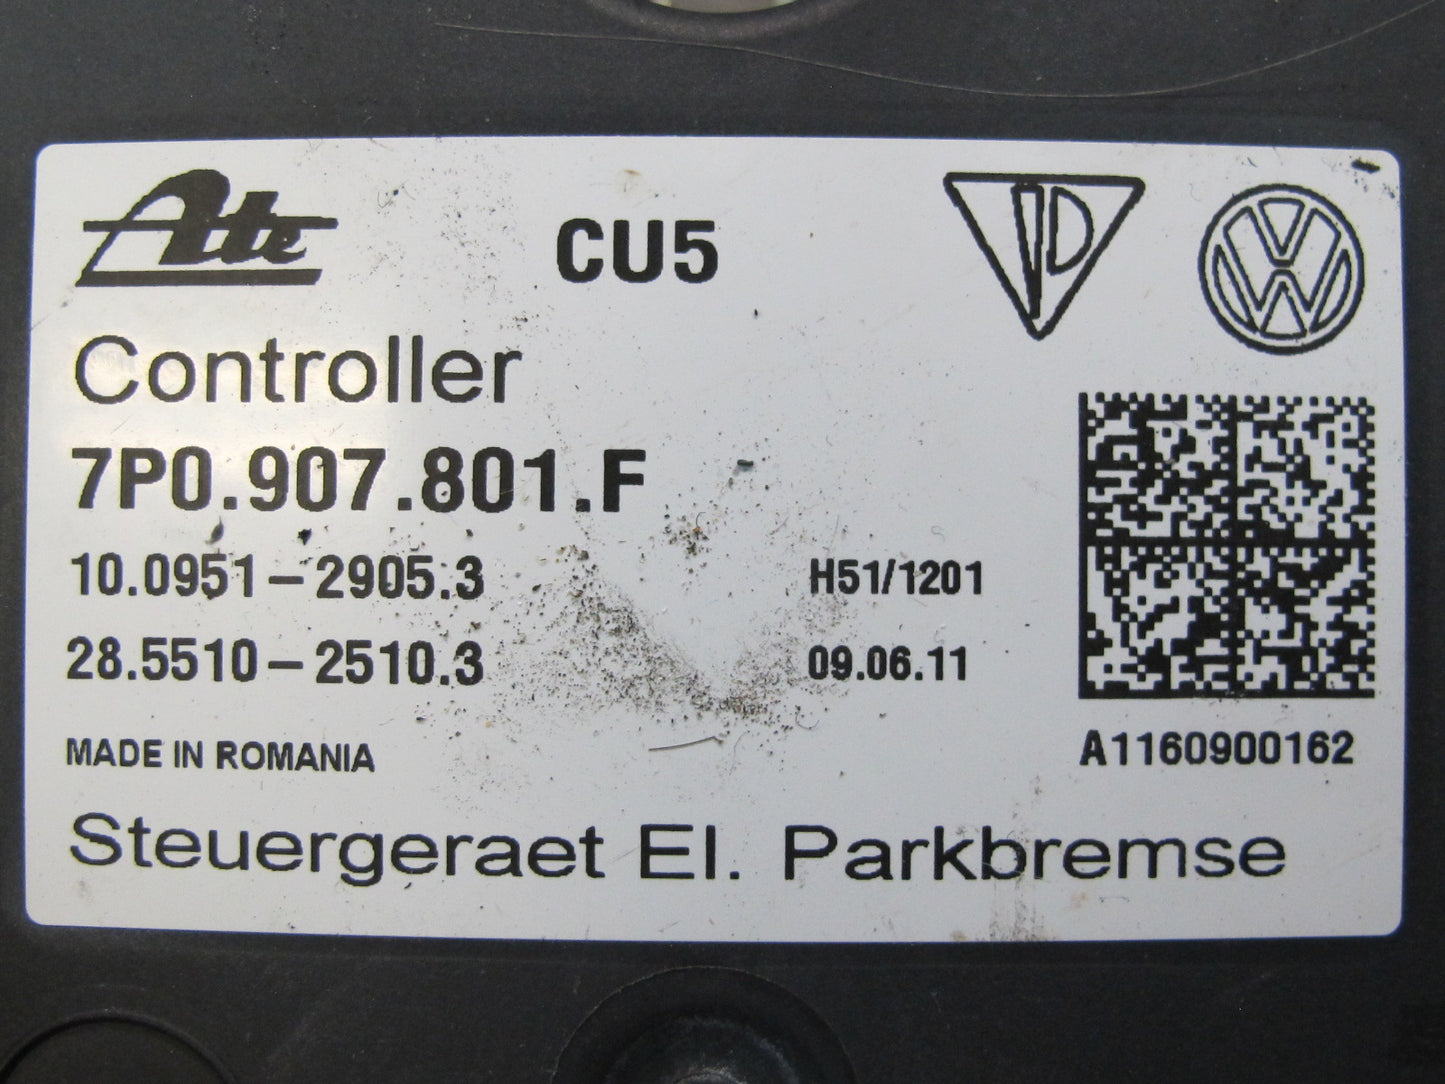 Ate CU5
Controller
7P0.907.801.F
10.0951-2905.3 H51/1201
28.5510-2510.3 09.06.11
MADE IN ROMANIA A1160900162
Steuergeraet El. Parkbremse